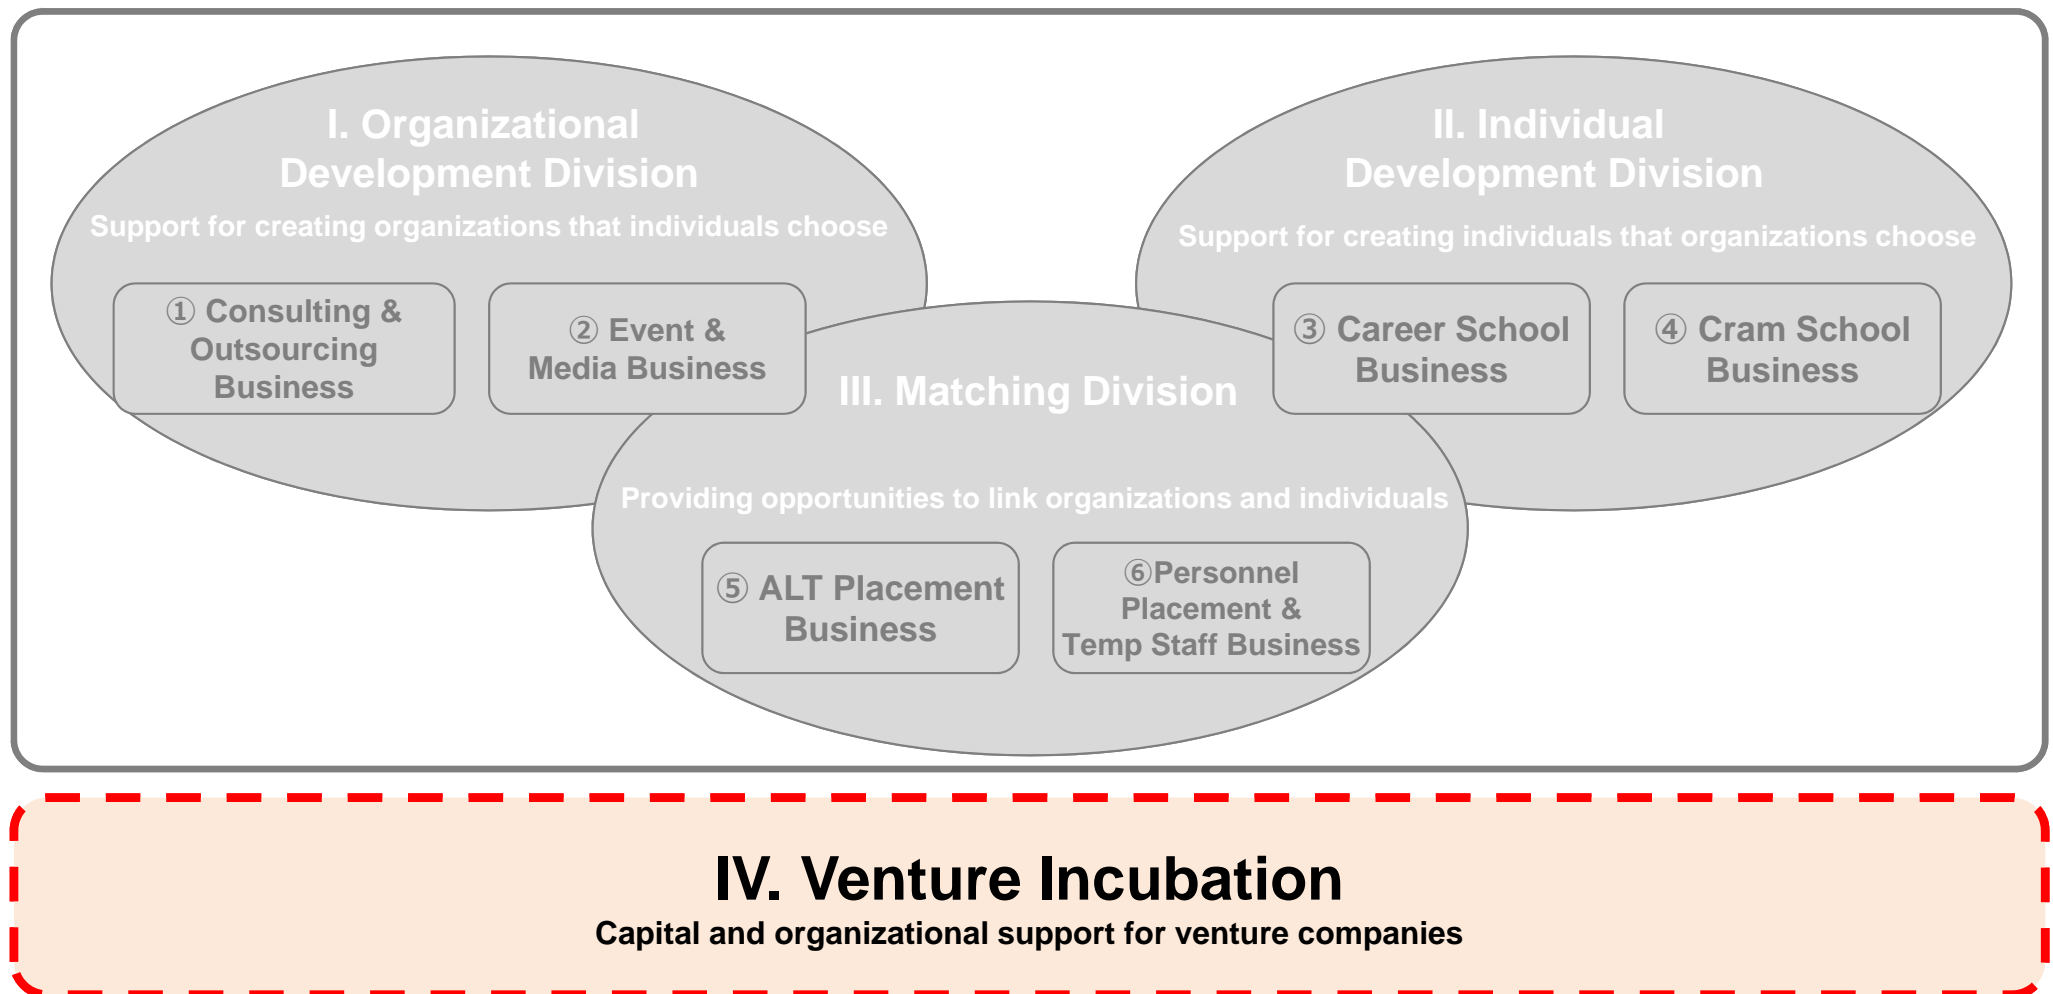 I. Organizational
Development Division
Support for creating organizations that individuals choose
① Consulting &
Outsourcing
Business
② Event &
Media Business
II. Individual
Development Division
Support for creating individuals that organizations choose
③ Career School
Business
④ Cram School
Business
III. Matching Division
Providing opportunities to link organizations and individuals
⑤ ALT Placement
Business
⑥Personnel
Placement &
Temp Staff Business
IV. Venture Incubation
Capital and organizational support for venture companies